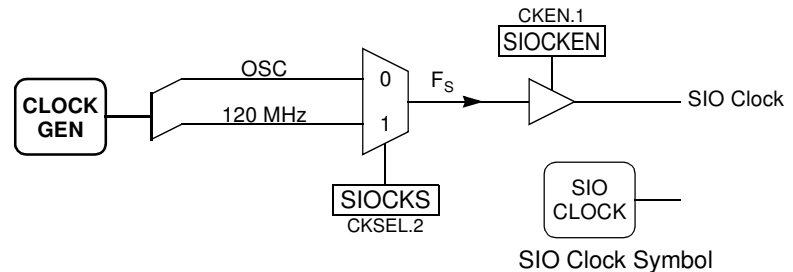 CKEN.1
SIOCKEN
OSC
0
F_S
CLOCK
GEN
SIO Clock
120 MHz
1
SIOCKS
CKSEL.2
SIO
CLOCK
SIO Clock Symbol